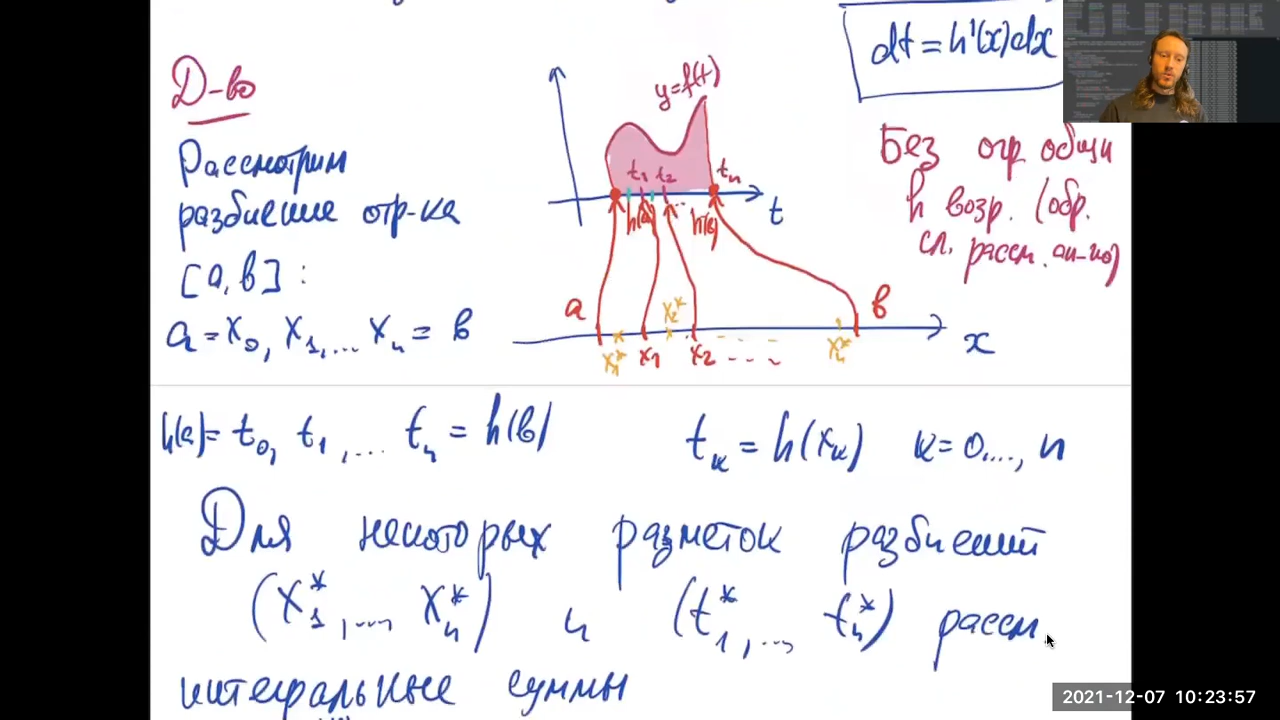 dt = h'(x)dx
Д-во
y=f(t)
Рассмотрим
разбиение отр-ка
[a, b] :
a = x₀, x₁, ... xₙ = b
Без огр общн
h возр. (обр.
сл. рассм. ан-но)
t₁ t₂ tₙ
h(a) h(b)
t
a x₂* b
x₁* x₁ x₂ xₙ* x
h(a) = t₀, t₁, ... tₙ = h(b) tₖ = h(xₖ) k = 0, ..., n
Для некоторых разметок разбиений
(x₁*, ..., xₙ*) и (t₁*, ..., tₙ*) рассм
интегральные суммы
2021-12-07 10:23:57